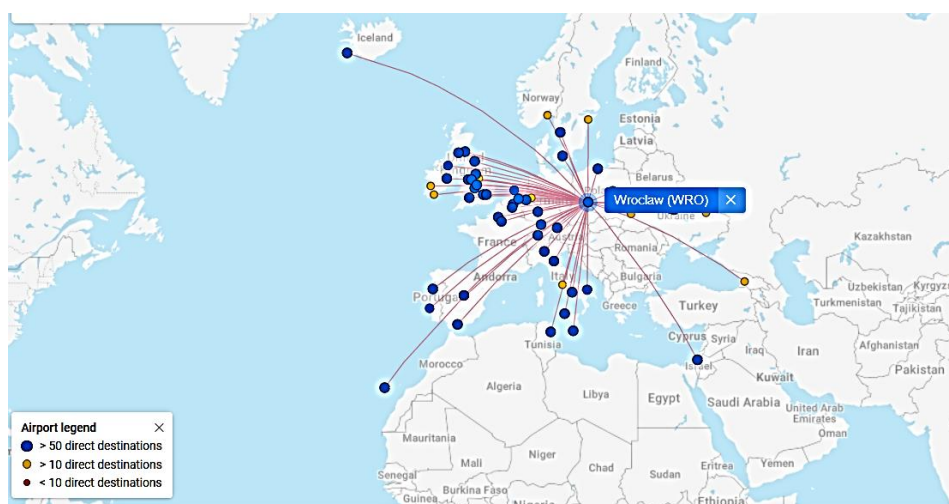 Iceland
Finland
Norway
Estonia
Latvia
Belarus
Wroclaw (WRO)
Ukraine
Kazakhstan
France
Austria
Romania
Andorra
Italy
Bulgaria
Uzbekistan
Kyrgyz
Portuga
Greece
Turkey
Turkmenistan
Tajikistan
Tunisia
Cyprus
Syria
Morocco
Iraq
Iran
Afghanistan
Israel
Kuwait
Pakistan
Algeria
Libya
Egypt
Saudi Arabia
United Arab
Emirates
Oman
Airport legend
> 50 direct destinations
> 10 direct destinations
< 10 direct destinations
Mauritania
Mali
Niger
Chad
Sudan
Eritrea
Yemen
Senegal
Guinea
Burkina Faso
Ethiopia